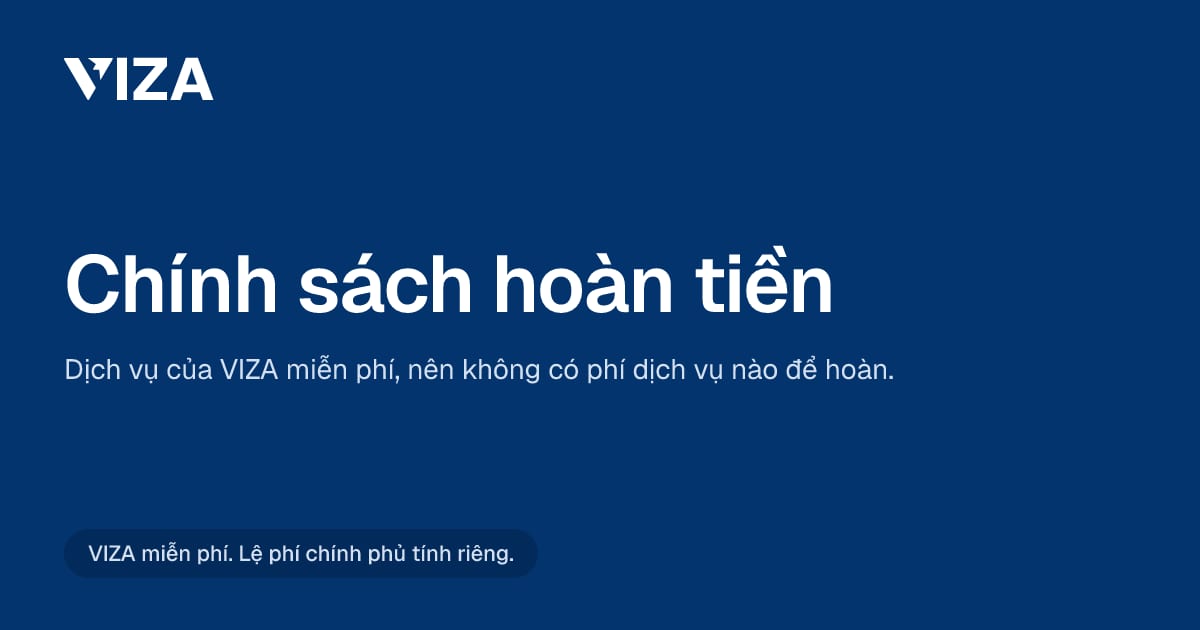 VIZA
Chính sách hoàn tiền
Dịch vụ của VIZA miễn phí, nên không có phí dịch vụ nào để hoàn.
VIZA miễn phí. Lệ phí chính phủ tính riêng.